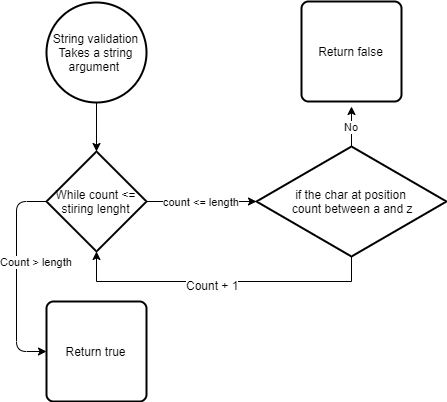 String validation
Takes a string
argument
Return false
No
While count <=
stiring lenght
count <= length
if the char at position
count between a and z
Count > length
Count + 1
Return true